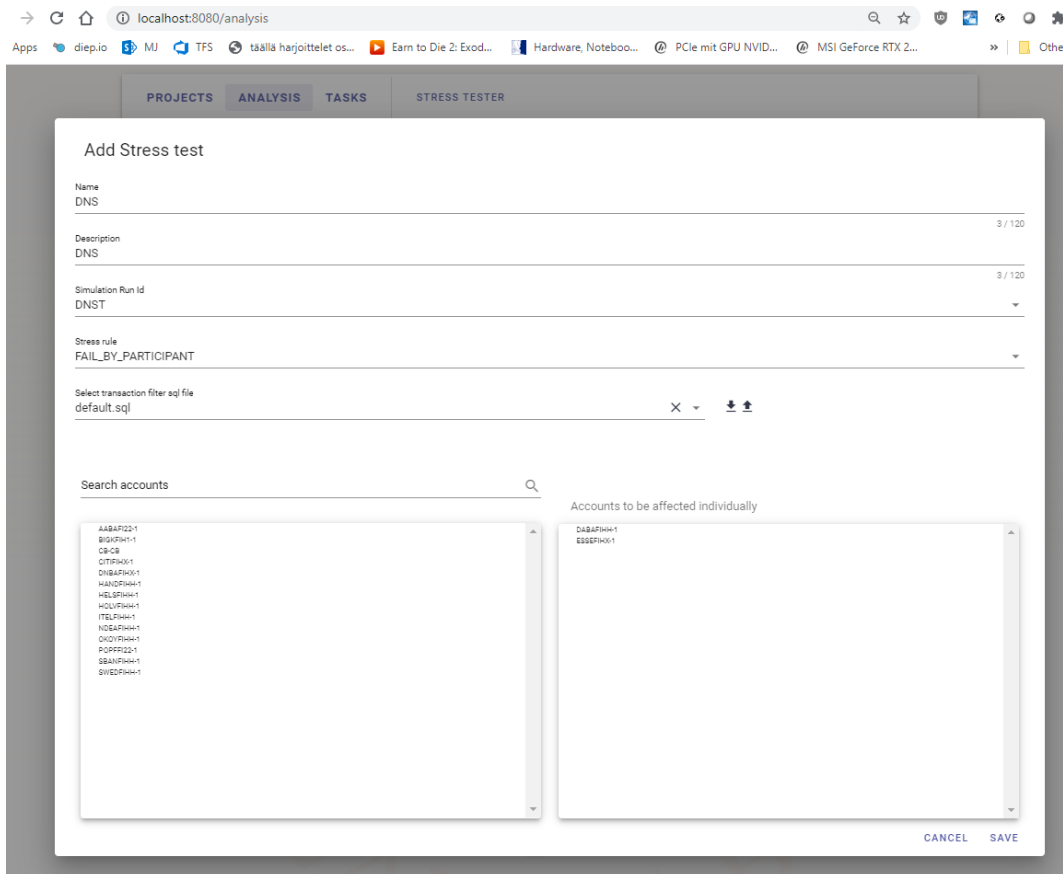 localhost:8080/analysis
Apps diep.io MJ TFS täällä harjoittelet os... Earn to Die 2: Exod... Hardware, Noteboo... PCIe mit GPU NVID... MSI GeForce RTX 2... » Othe
PROJECTS ANALYSIS TASKS STRESS TESTER
Add Stress test
Name
DNS
3 / 120
Description
DNS
3 / 120
Simulation Run Id
DNST
Stress rule
FAIL_BY_PARTICIPANT
Select transaction filter sql file
default.sql
Search accounts
Accounts to be affected individually
AABAFI22-1
BIGKFIH1-1
CB-CB
CITIFIHX-1
DNBAFIHX-1
HANDFIHH-1
HELSFIHH-1
HOLVFIHH-1
ITELFIHH-1
NDEAFIHH-1
OKOYFIHH-1
POPFFI22-1
SBANFIHH-1
SWEDFIHH-1
DABAFIHH-1
ESSEFIHX-1
CANCEL SAVE